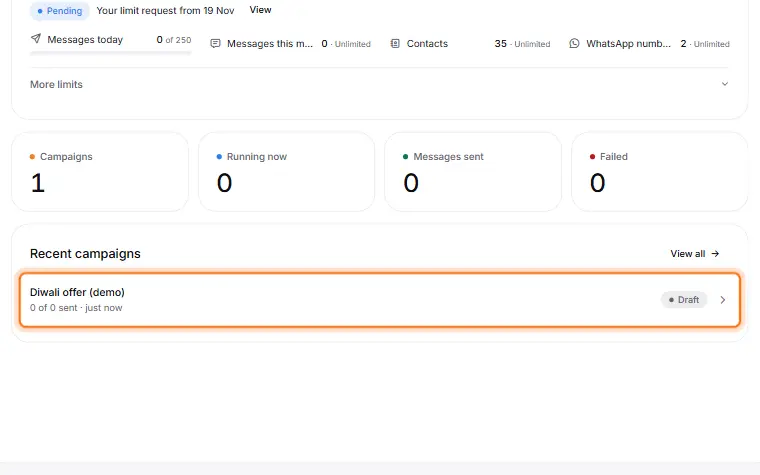 Pending Your limit request from 19 Nov View
Messages today 0 of 250 Messages this m... 0 · Unlimited Contacts 35 · Unlimited WhatsApp numb... 2 · Unlimited
More limits
Campaigns Running now Messages sent Failed
1 0 0 0
Recent campaigns View all →
Diwali offer (demo)
0 of 0 sent · just now Draft